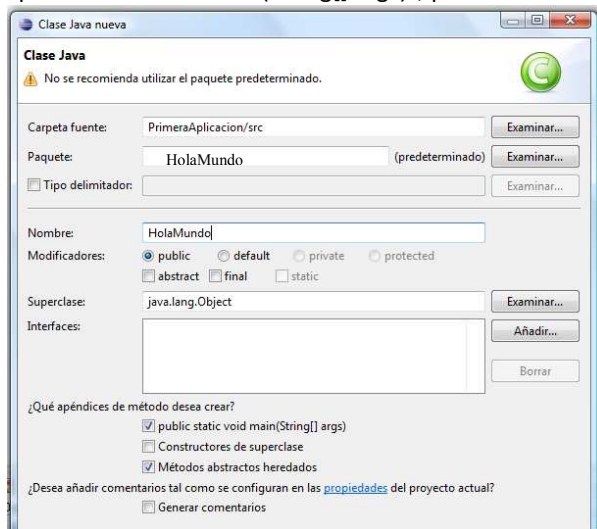 Clase Java nueva
Clase Java
No se recomienda utilizar el paquete predeterminado.
Carpeta fuente: PrimeraAplicacion/src Examinar...
Paquete: HolaMundo (predeterminado) Examinar...
Tipo delimitador: Examinar...
Nombre: HolaMundo
Modificadores: public default private protected
abstract final static
Superclase: java.lang.Object Examinar...
Interfaces: Añadir...
Borrar
¿Qué apéndices de método desea crear?
public static void main(String[] args)
Constructores de superclase
Métodos abstractos heredados
¿Desea añadir comentarios tal como se configuran en las propiedades del proyecto actual?
Generar comentarios